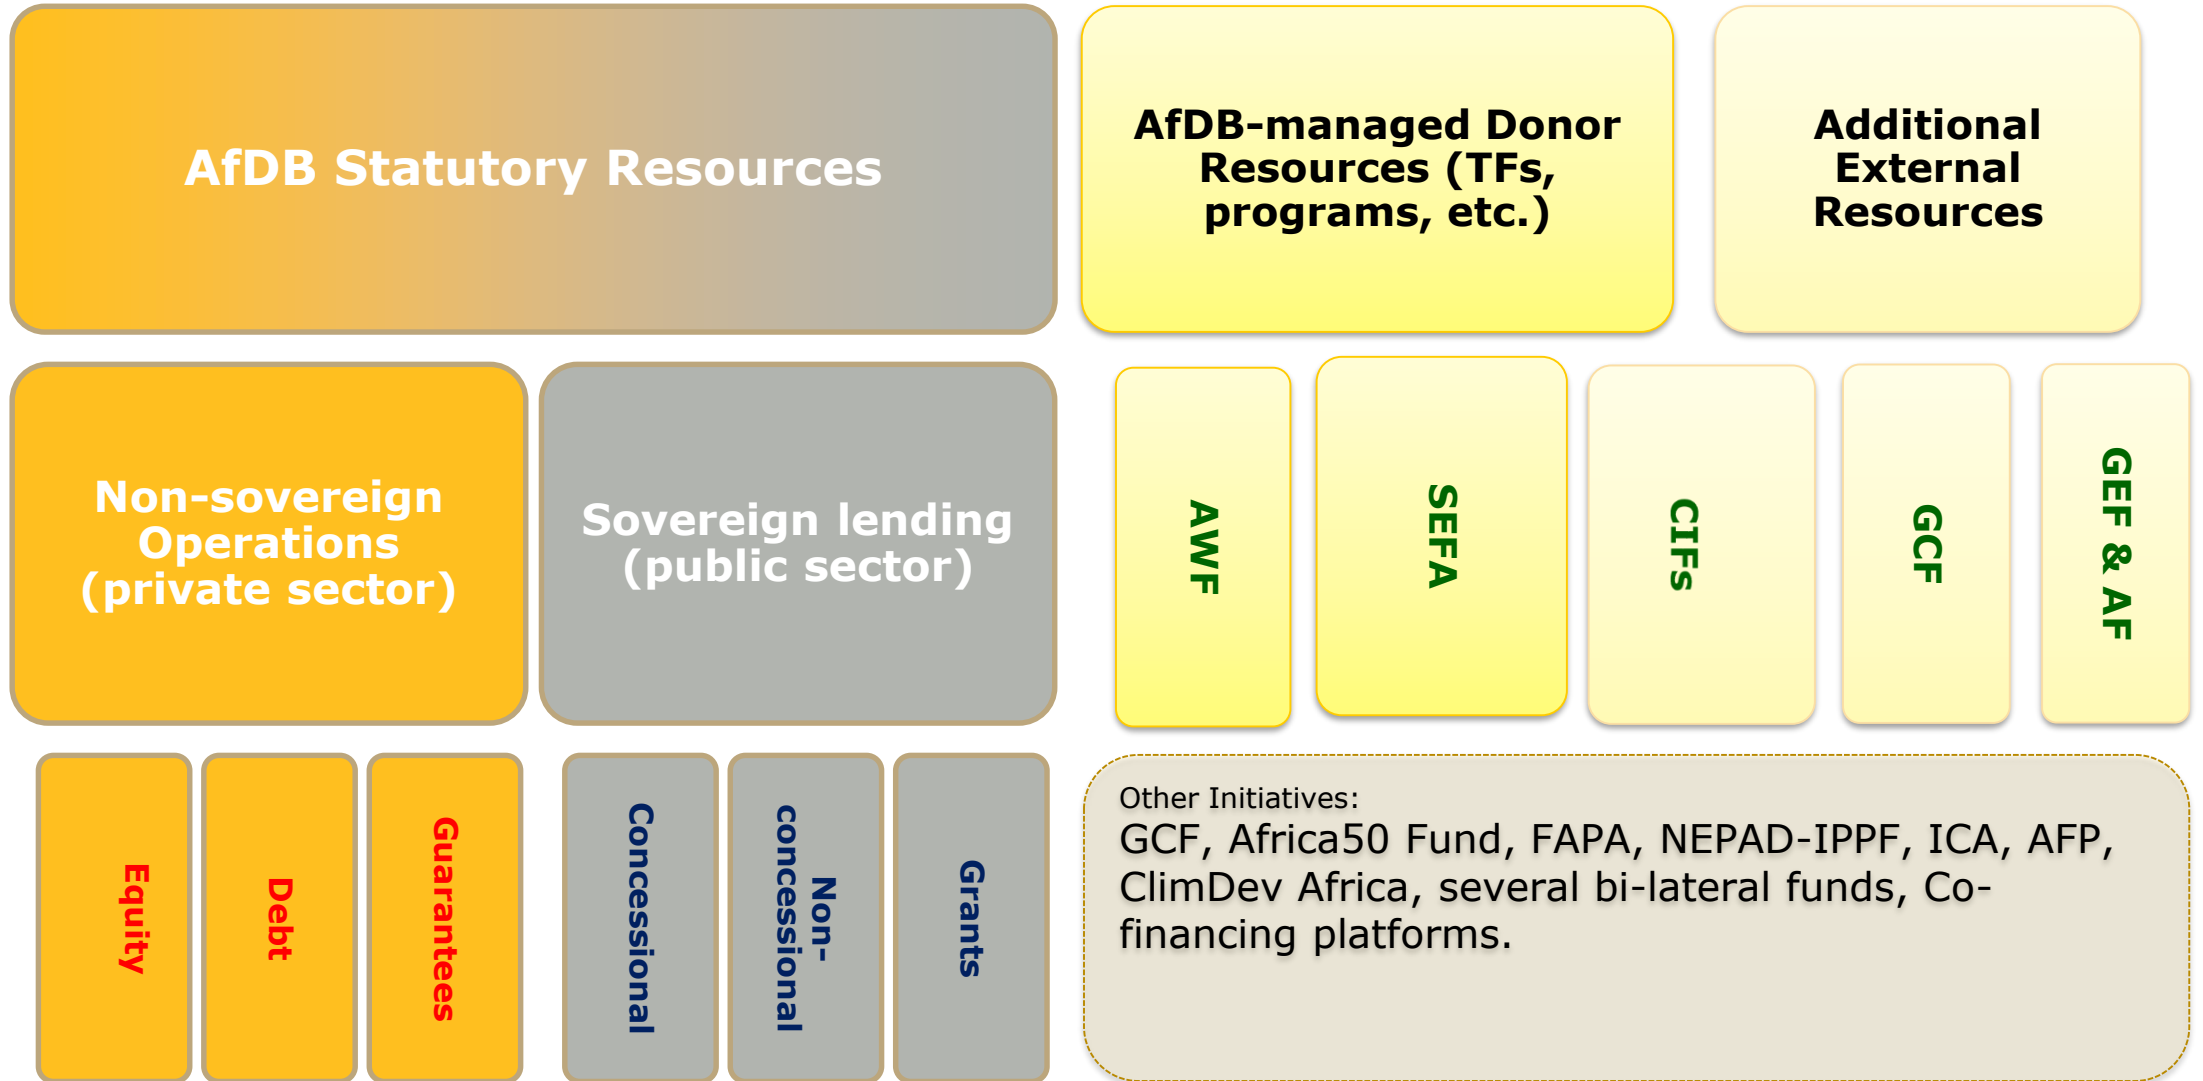 AfDB Statutory Resources
AfDB-managed Donor
Resources (TFs,
programs, etc.)
Additional
External
Resources
Non-sovereign
Operations
(private sector)
Sovereign lending
(public sector)
AWF
SEFA
CIFs
GCF
GEF & AF
Equity
Debt
Guarantees
Concessional
Non-
concessional
Grants
Other Initiatives:
GCF, Africa50 Fund, FAPA, NEPAD-IPPF, ICA, AFP,
ClimDev Africa, several bi-lateral funds, Co-
financing platforms.